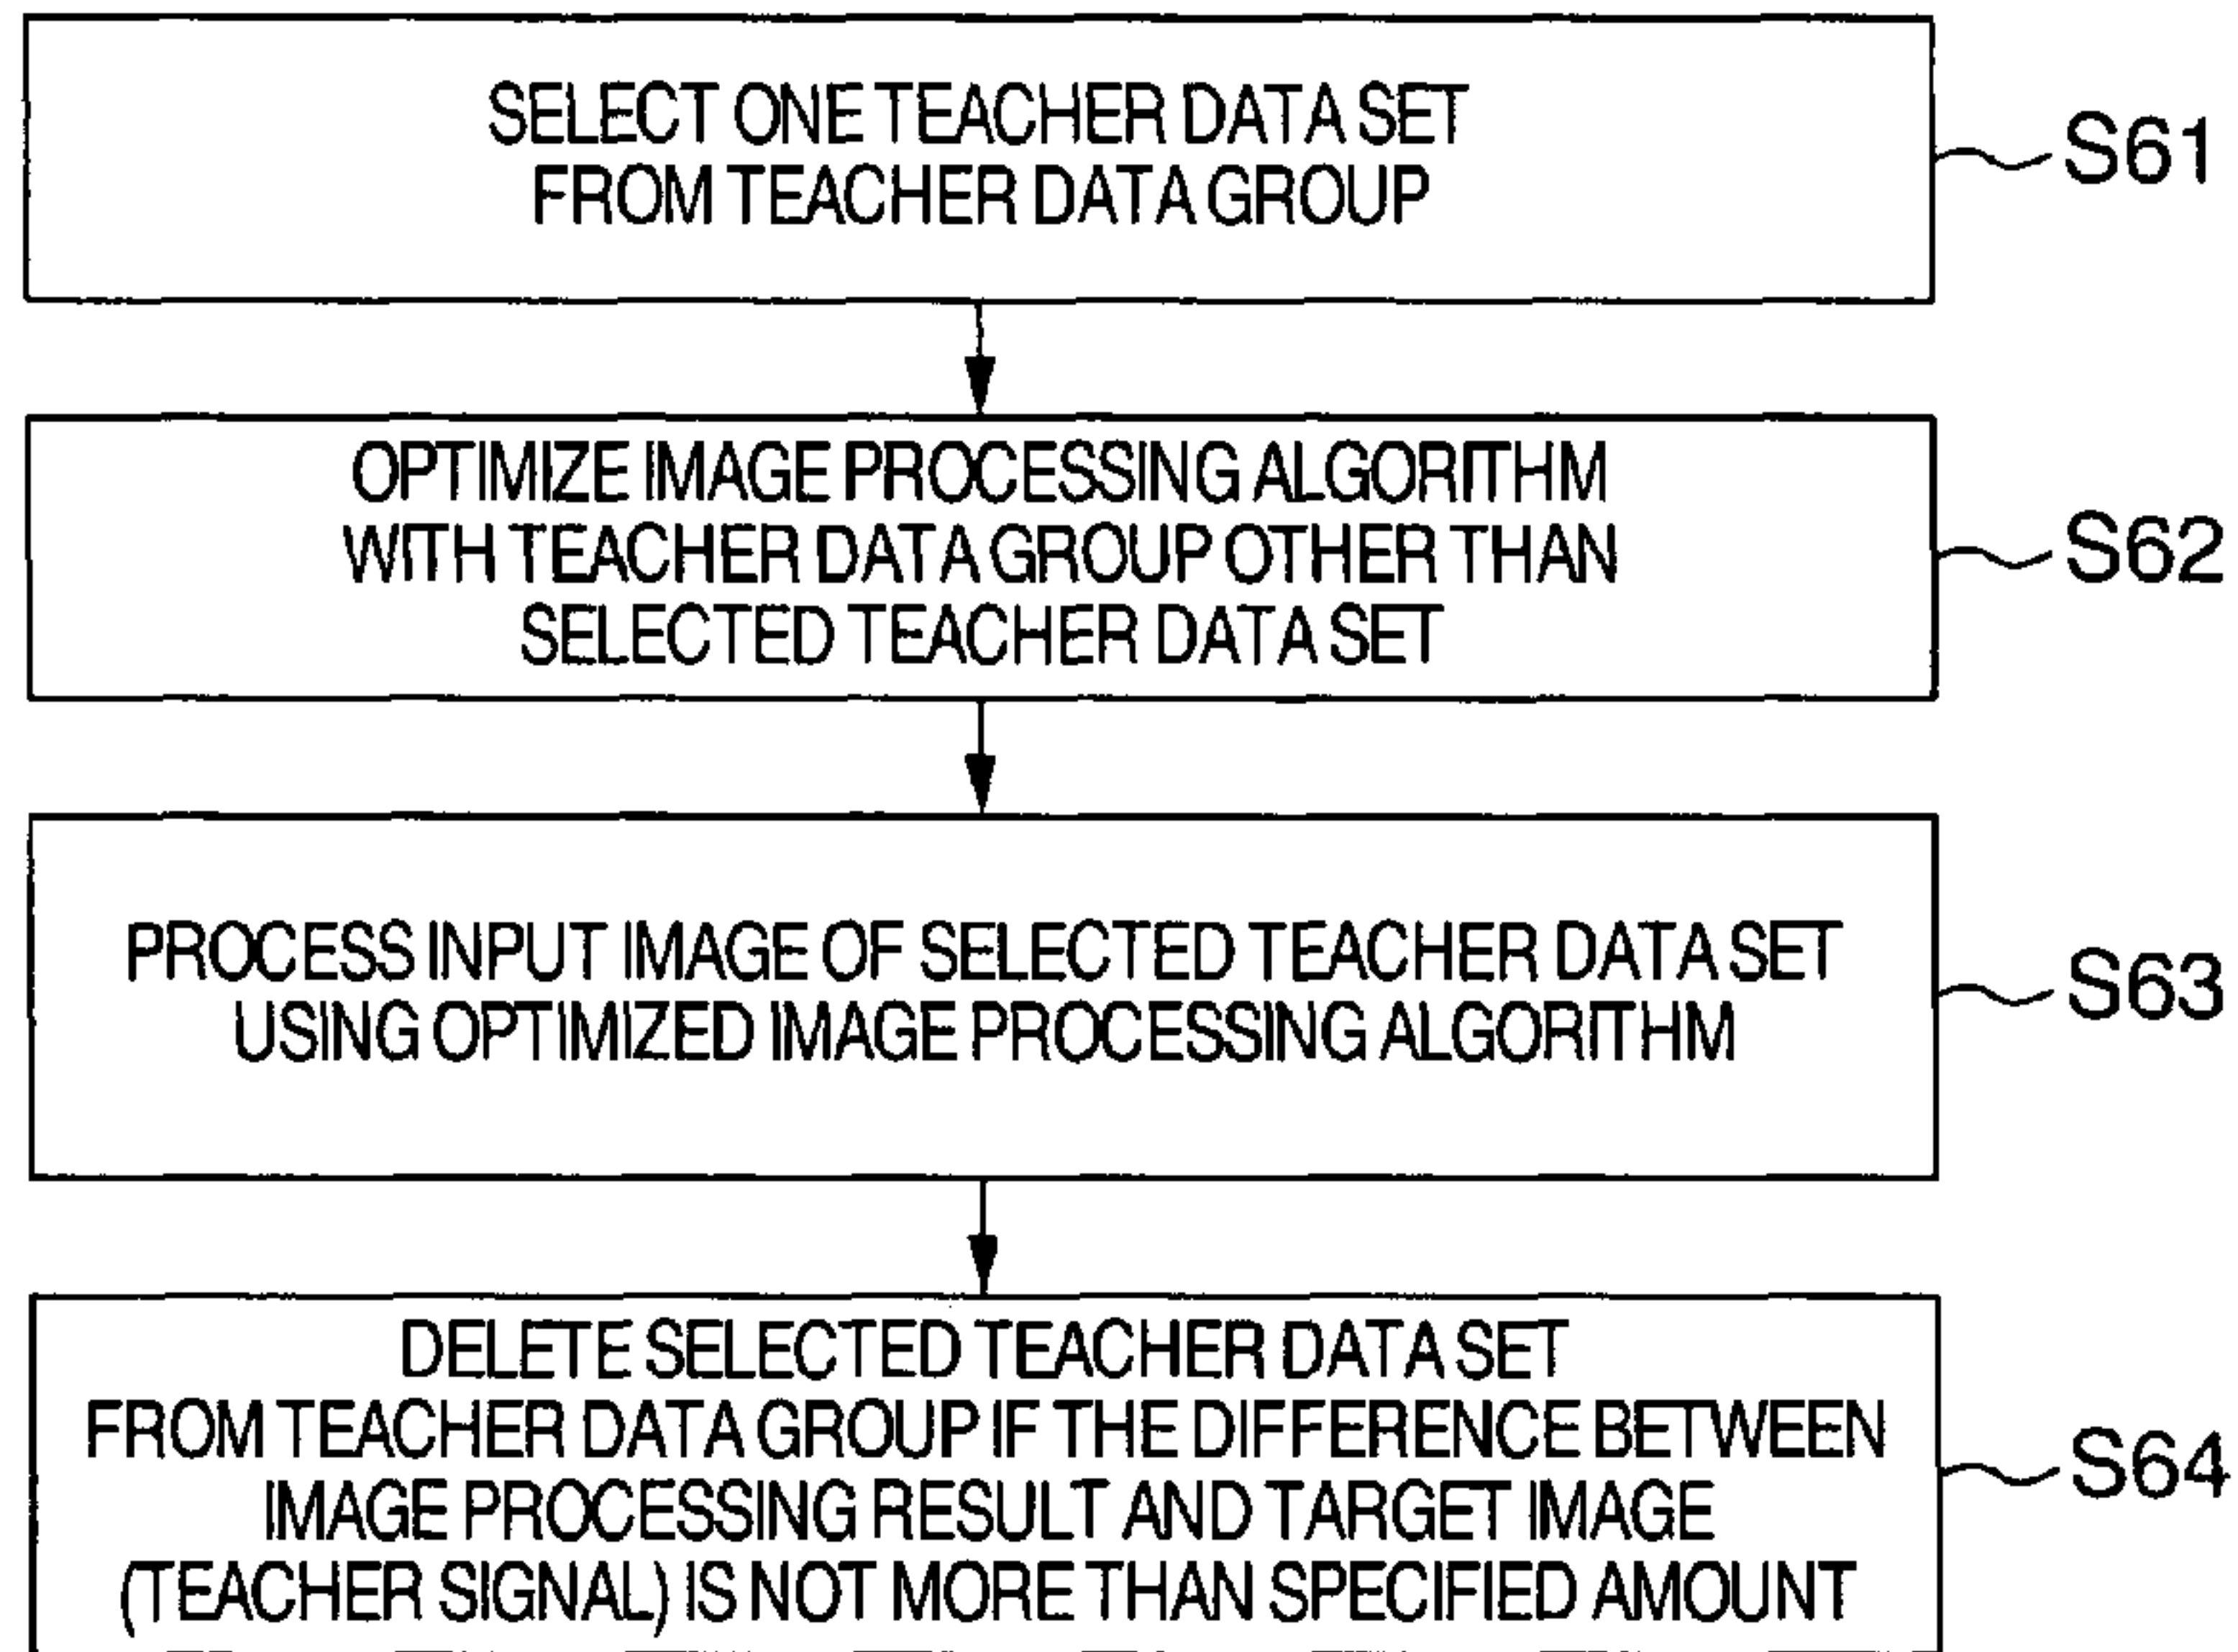 SELECT ONE TEACHER DATA SET
FROM TEACHER DATA GROUP
S61
OPTIMIZE IMAGE PROCESSING ALGORITHM
WITH TEACHER DATA GROUP OTHER THAN
SELECTED TEACHER DATA SET
S62
PROCESS INPUT IMAGE OF SELECTED TEACHER DATA SET
USING OPTIMIZED IMAGE PROCESSING ALGORITHM
S63
DELETE SELECTED TEACHER DATA SET
FROM TEACHER DATA GROUP IF THE DIFFERENCE BETWEEN
IMAGE PROCESSING RESULT AND TARGET IMAGE
(TEACHER SIGNAL) IS NOT MORE THAN SPECIFIED AMOUNT
S64